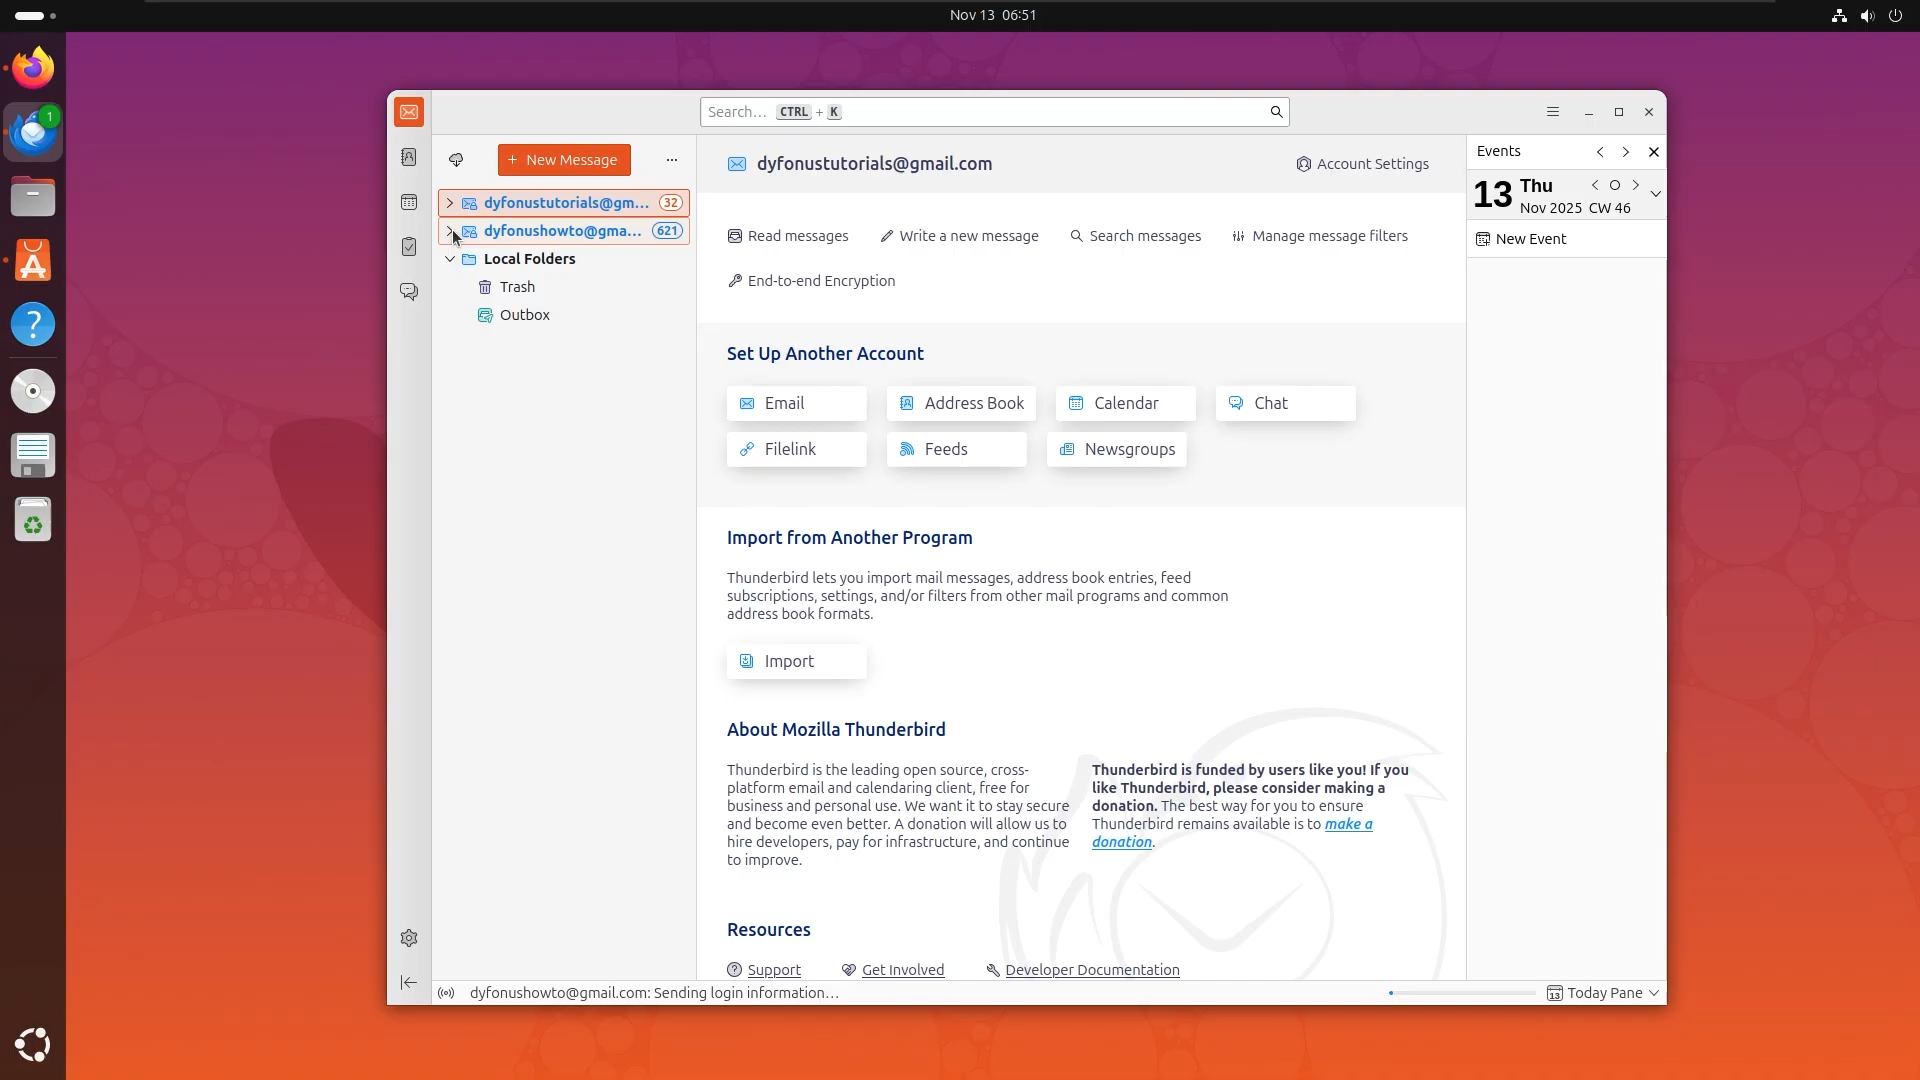 Nov 13 06:51
1
Search… CTRL + K
New Message
dyfonustutorials@gm... 32
dyfonushowto@gma... 621
Local Folders
Trash
Outbox
dyfonustutorials@gmail.com
Account Settings
Read messages
Write a new message
Search messages
Manage message filters
End-to-end Encryption
Set Up Another Account
Email
Address Book
Calendar
Chat
Filelink
Feeds
Newsgroups
Import from Another Program
Thunderbird lets you import mail messages, address book entries, feed
subscriptions, settings, and/or filters from other mail programs and common
address book formats.
Import
About Mozilla Thunderbird
Thunderbird is the leading open source, cross-
platform email and calendaring client, free for
business and personal use. We want it to stay secure
and become even better. A donation will allow us to
hire developers, pay for infrastructure, and continue
to improve.
Thunderbird is funded by users like you! If you
like Thunderbird, please consider making a
donation. The best way for you to ensure
Thunderbird remains available is to make a
donation.
Resources
Support
Get Involved
Developer Documentation
Events
13 Thu
Nov 2025 CW 46
New Event
dyfonushowto@gmail.com: Sending login information…
13 Today Pane